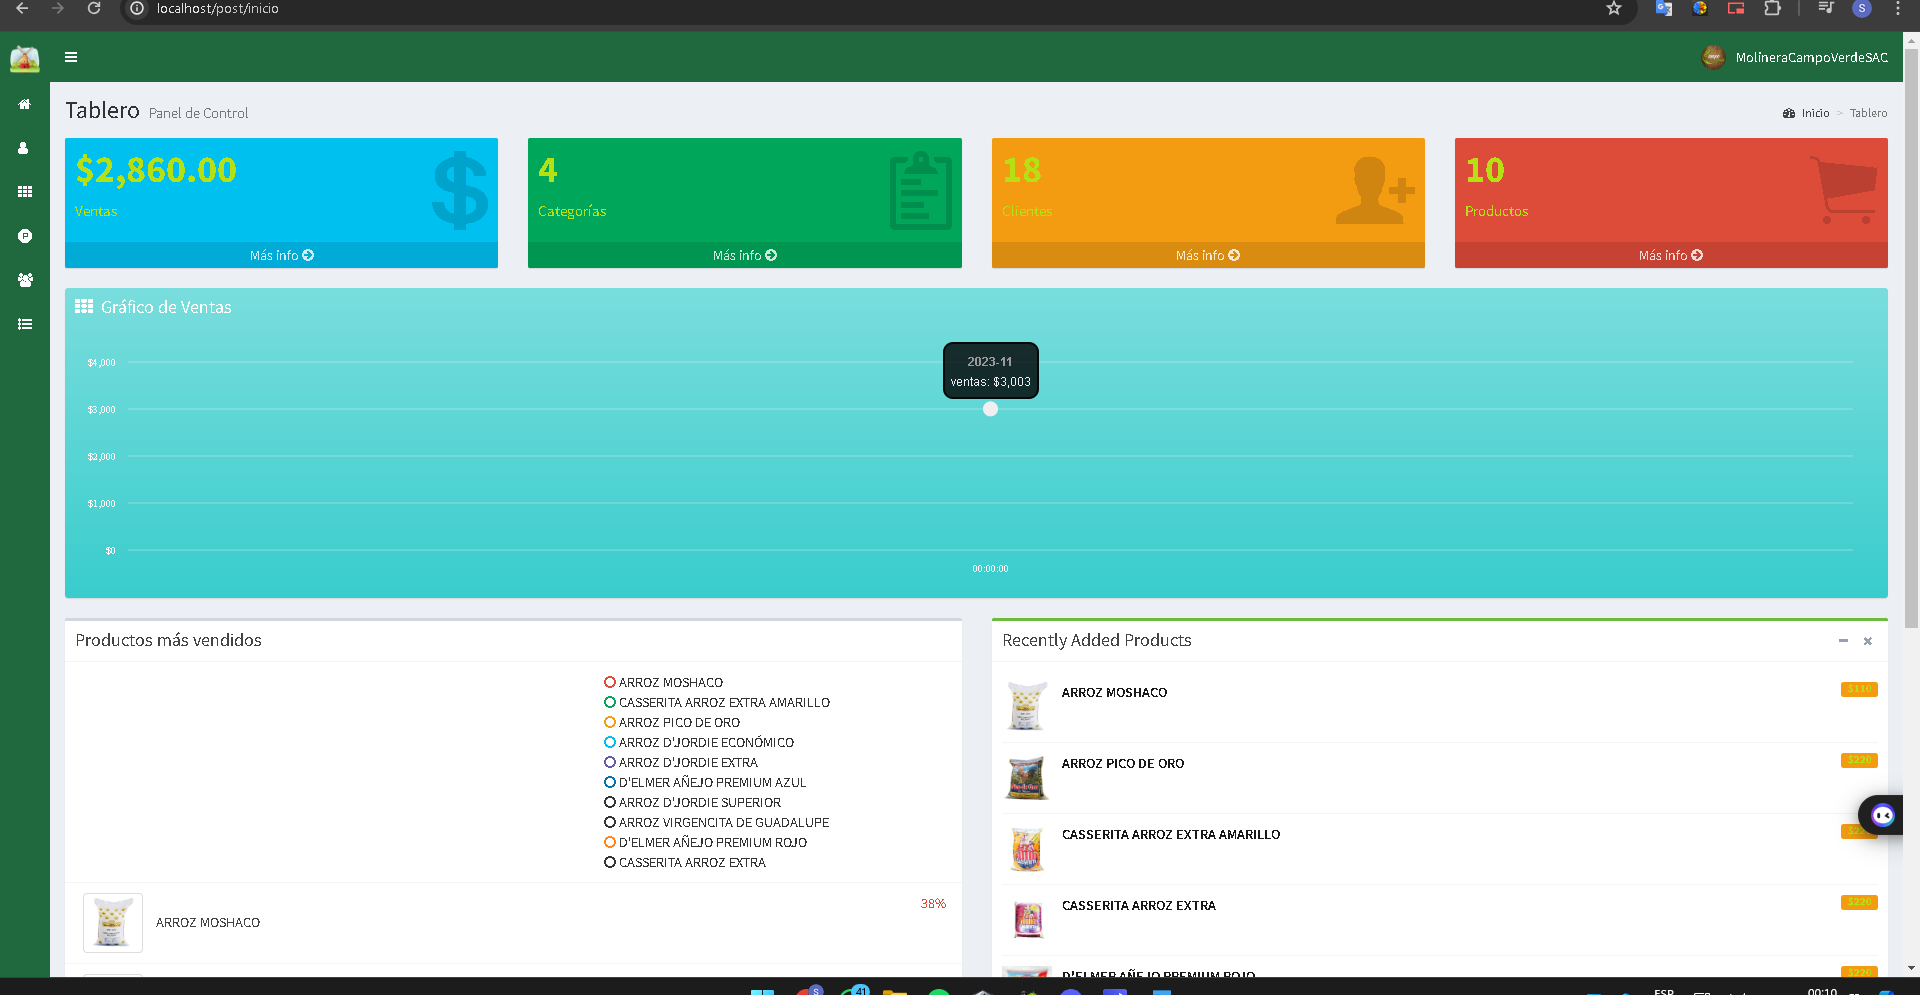 localhost/post/inicio
S
MolineraCampoVerdeSAC
Tablero Panel de Control
Inicio > Tablero
$2,860.00
Ventas
Más info
4
Categorías
Más info
18
Clientes
Más info
10
Productos
Más info
Gráfico de Ventas
2023-11
ventas: $3,003
$4,000
$3,000
$2,000
$1,000
$0
00:00:00
Productos más vendidos
ARROZ MOSHACO
CASSERITA ARROZ EXTRA AMARILLO
ARROZ PICO DE ORO
ARROZ D'JORDIE ECONÓMICO
ARROZ D'JORDIE EXTRA
D'ELMER AÑEJO PREMIUM AZUL
ARROZ D'JORDIE SUPERIOR
ARROZ VIRGENCITA DE GUADALUPE
D'ELMER AÑEJO PREMIUM ROJO
CASSERITA ARROZ EXTRA
ARROZ MOSHACO
38%
Recently Added Products
ARROZ MOSHACO
$110
ARROZ PICO DE ORO
$220
CASSERITA ARROZ EXTRA AMARILLO
CASSERITA ARROZ EXTRA
$220
D'ELMER AÑEJO PREMIUM ROJO
$220
S
41
ESP
00:10